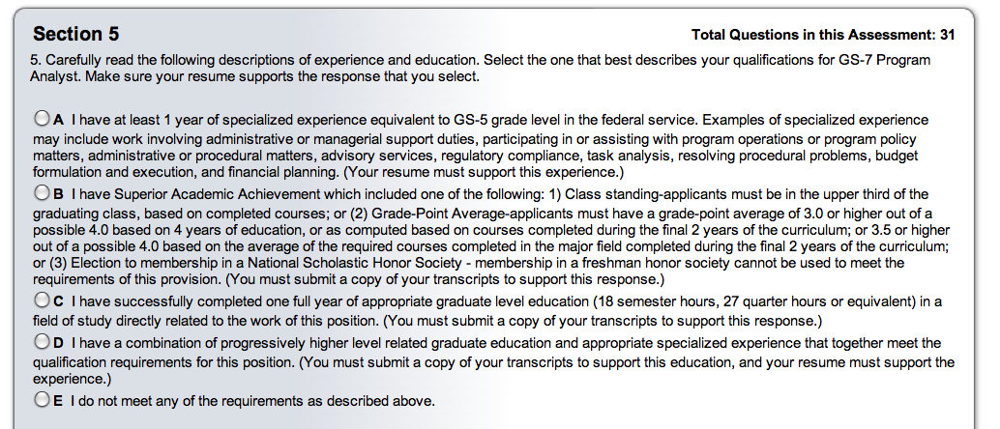 Section 5
Total Questions in this Assessment: 31
5. Carefully read the following descriptions of experience and education. Select the one that best describes your qualifications for GS-7 Program
Analyst. Make sure your resume supports the response that you select.
A I have at least 1 year of specialized experience equivalent to GS-5 grade level in the federal service. Examples of specialized experience
may include work involving administrative or managerial support duties, participating in or assisting with program operations or program policy
matters, administrative or procedural matters, advisory services, regulatory compliance, task analysis, resolving procedural problems, budget
formulation and execution, and financial planning. (Your resume must support this experience.)
B I have Superior Academic Achievement which included one of the following: 1) Class standing-applicants must be in the upper third of the
graduating class, based on completed courses; or (2) Grade-Point Average-applicants must have a grade-point average of 3.0 or higher out of a
possible 4.0 based on 4 years of education, or as computed based on courses completed during the final 2 years of the curriculum; or 3.5 or higher
out of a possible 4.0 based on the average of the required courses completed in the major field completed during the final 2 years of the curriculum;
or (3) Election to membership in a National Scholastic Honor Society - membership in a freshman honor society cannot be used to meet the
requirements of this provision. (You must submit a copy of your transcripts to support this response.)
C I have successfully completed one full year of appropriate graduate level education (18 semester hours, 27 quarter hours or equivalent) in a
field of study directly related to the work of this position. (You must submit a copy of your transcripts to support this response.)
D I have a combination of progressively higher level related graduate education and appropriate specialized experience that together meet the
qualification requirements for this position. (You must submit a copy of your transcripts to support this education, and your resume must support the
experience.)
E I do not meet any of the requirements as described above.